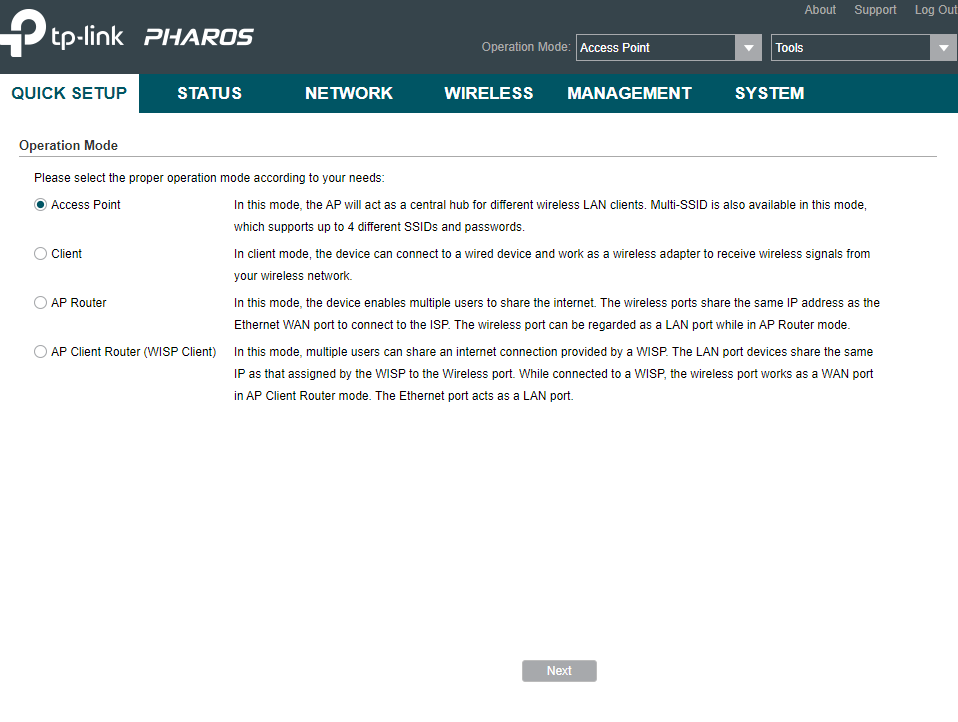 About Support Log Out
tp-link PHAROS
Operation Mode: Access Point Tools
QUICK SETUP STATUS NETWORK WIRELESS MANAGEMENT SYSTEM
Operation Mode
Please select the proper operation mode according to your needs:
Access Point In this mode, the AP will act as a central hub for different wireless LAN clients. Multi-SSID is also available in this mode,
which supports up to 4 different SSIDs and passwords.
Client In client mode, the device can connect to a wired device and work as a wireless adapter to receive wireless signals from
your wireless network.
AP Router In this mode, the device enables multiple users to share the internet. The wireless ports share the same IP address as the
Ethernet WAN port to connect to the ISP. The wireless port can be regarded as a LAN port while in AP Router mode.
AP Client Router (WISP Client) In this mode, multiple users can share an internet connection provided by a WISP. The LAN port devices share the same
IP as that assigned by the WISP to the Wireless port. While connected to a WISP, the wireless port works as a WAN port
in AP Client Router mode. The Ethernet port acts as a LAN port.
Next